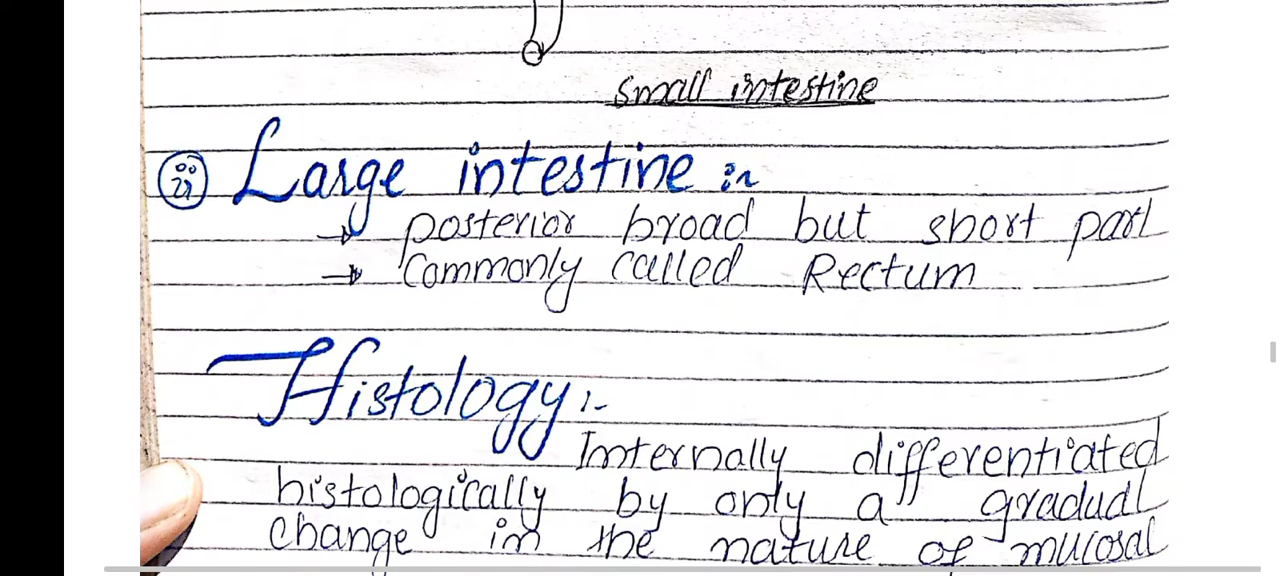 Small intestine
(ii) Large intestine :-
→ posterior broad but short part
→ Commonly called Rectum
Histology :-
Internally differentiated
histologically by only a gradual
change in the nature of mucosal